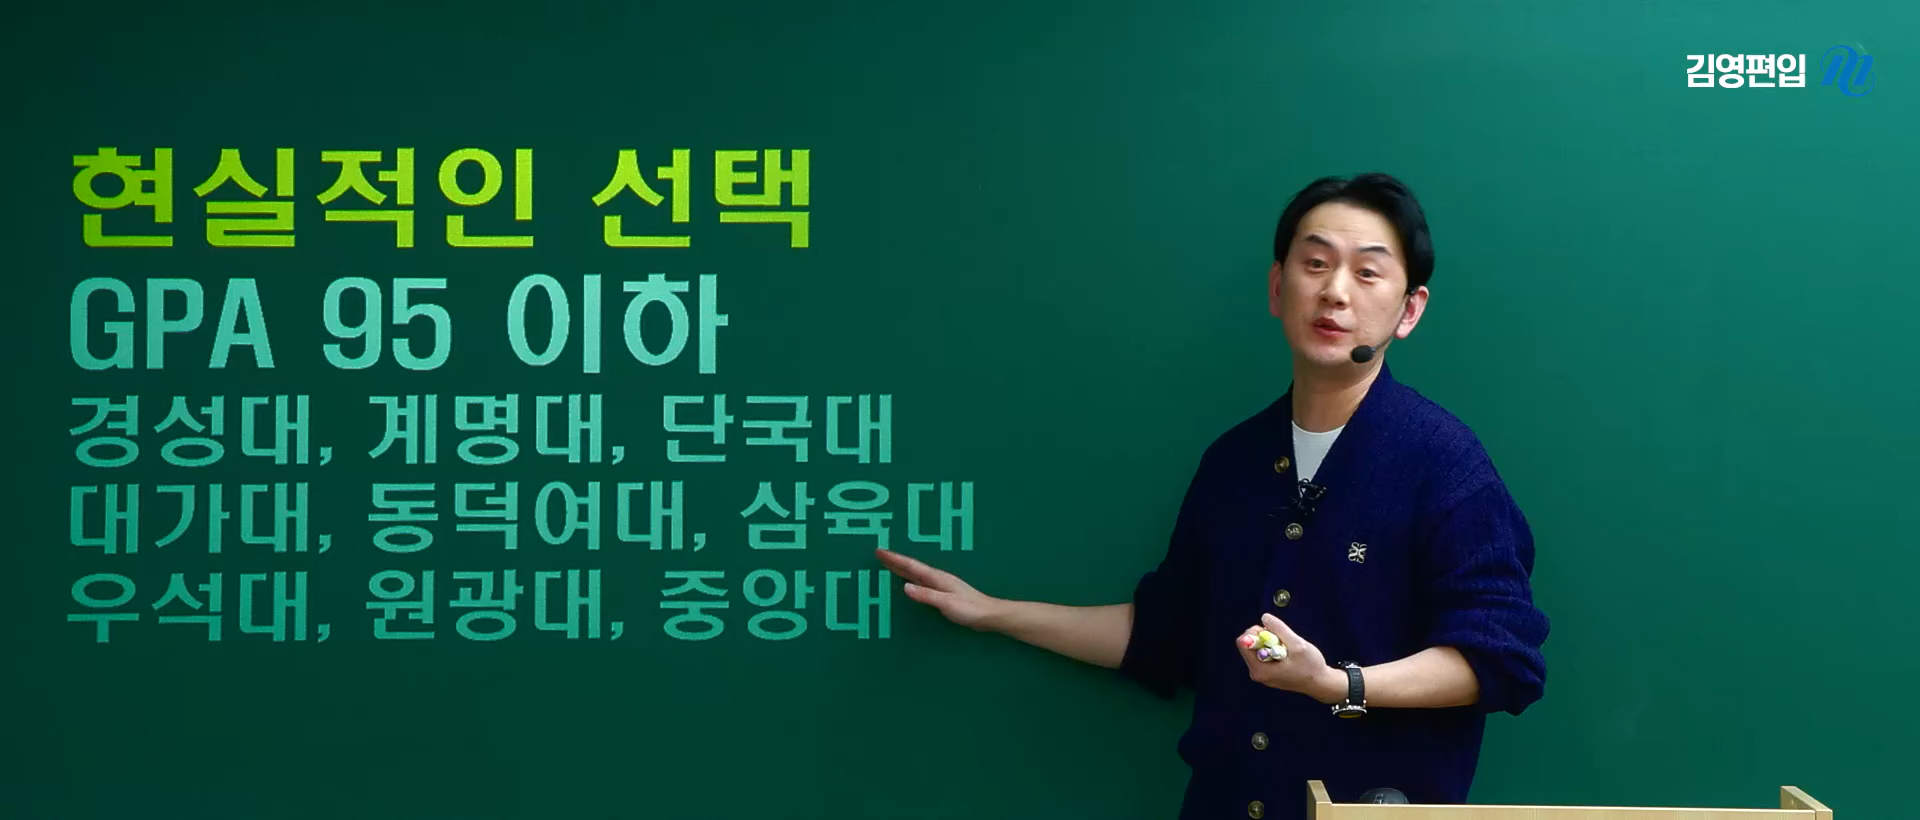 김영편입
현실적인 선택
GPA 95 이하
경성대, 계명대, 단국대
대가대, 동덕여대, 삼육대
우석대, 원광대, 중앙대